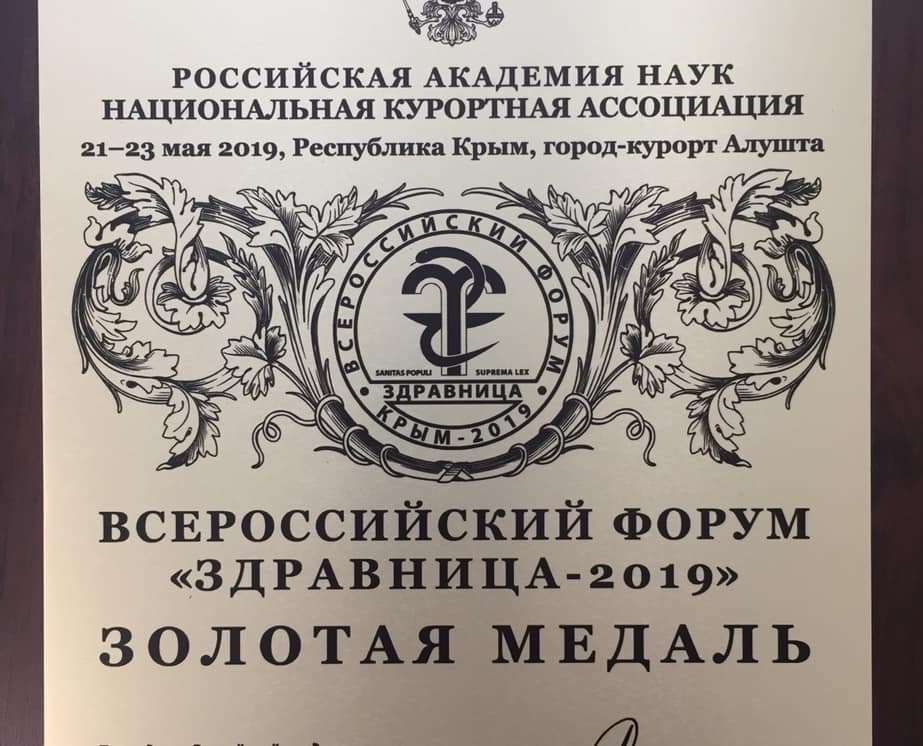 РОССИЙСКАЯ АКАДЕМИЯ НАУК
НАЦИОНАЛЬНАЯ КУРОРТНАЯ АССОЦИАЦИЯ
21–23 мая 2019, Республика Крым, город-курорт Алушта
ВСЕРОССИЙСКИЙ ФОРУМ
SANITAS POPULI SUPREMA LEX
ЗДРАВНИЦА
КРЫМ-2019
ВСЕРОССИЙСКИЙ ФОРУМ
«ЗДРАВНИЦА-2019»
ЗОЛОТАЯ МЕДАЛЬ